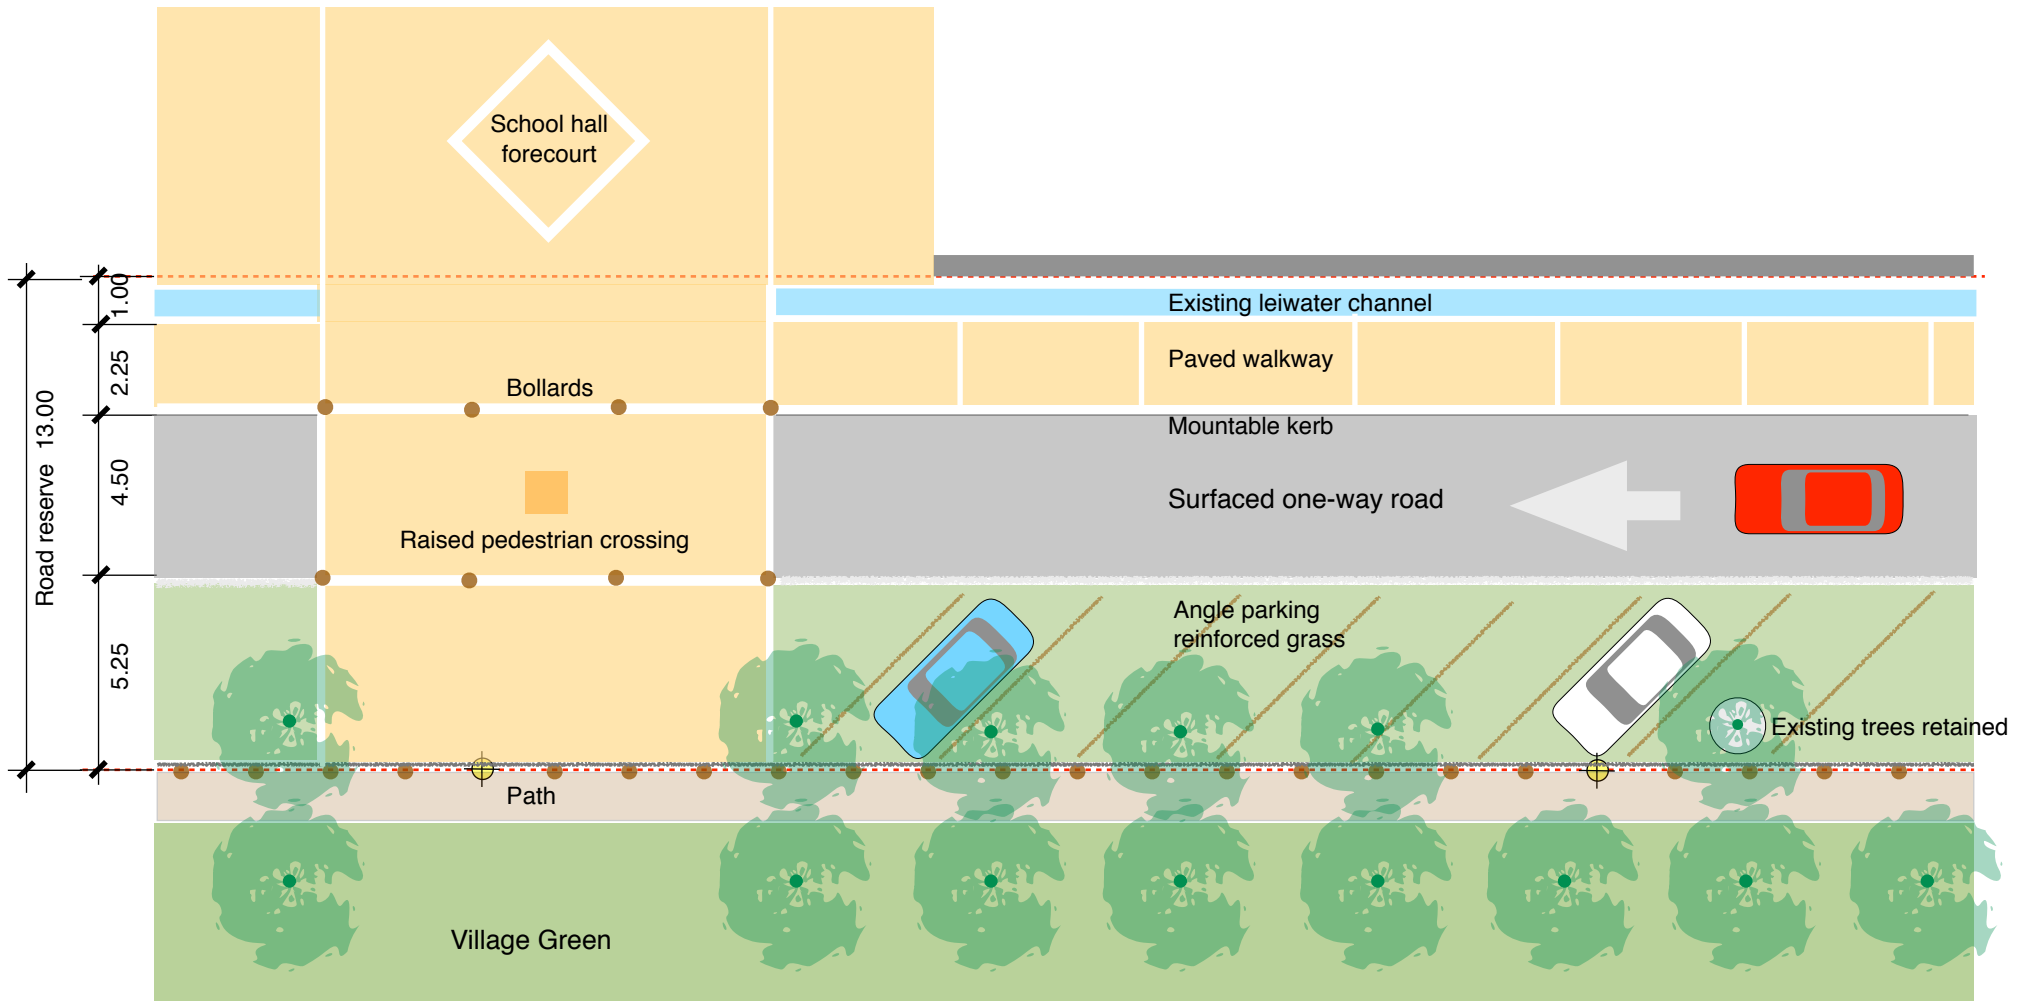 School hall
forecourt
1.00
Existing leiwater channel
2.25
Paved walkway
Bollards
Road reserve 13.00
Mountable kerb
4.50
Surfaced one-way road
Raised pedestrian crossing
Angle parking
reinforced grass
5.25
Existing trees retained
Path
Village Green